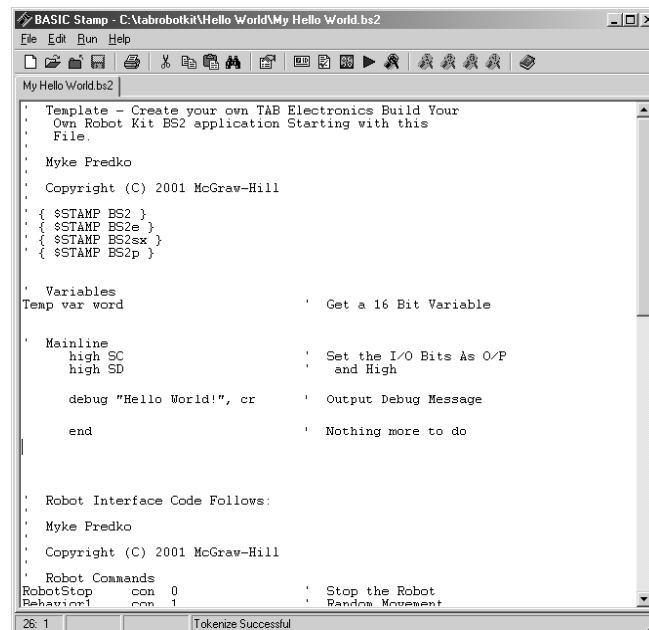 BASIC Stamp - C:\tabrobotkit\Hello World\My Hello World.bs2
File Edit Run Help
My Hello World.bs2
' Template - Create your own TAB Electronics Build Your
' Own Robot Kit BS2 application Starting with this
' File.
'
' Myke Predko
'
' Copyright (C) 2001 McGraw-Hill
'
' { $STAMP BS2 }
' { $STAMP BS2e }
' { $STAMP BS2sx }
' { $STAMP BS2p }
' Variables
Temp var word ' Get a 16 Bit Variable
' Mainline
high SC ' Set the I/O Bits As O/P
high SD ' and High
debug "Hello World!", cr ' Output Debug Message
end ' Nothing more to do
' Robot Interface Code Follows:
'
' Myke Predko
'
' Copyright (C) 2001 McGraw-Hill
'
' Robot Commands
RobotStop con 0 ' Stop the Robot
Behavior1 con 1 ' Random Movement
26: 1 Tokenize Successful